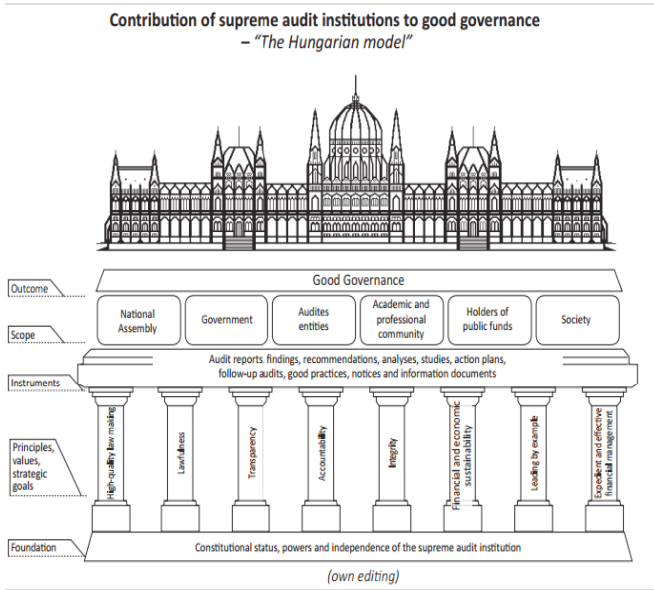 Contribution of supreme audit institutions to good governance
– “The Hungarian model”
Outcome
Good Governance
Scope
National
Assembly
Government
Audites
entities
Academic and
professional
community
Holders of
public funds
Society
Instruments
Audit reports findings, recommendations, analyses, studies, action plans,
follow-up audits, good practices, notices and information documents
Principles,
values,
strategic
goals
High-quality law making
Lawfulness
Transparency
Accountability
Integrity
Financial and economic
sustainability
Leading by example
Expedient and effective
financial management
Foundation
Constitutional status, powers and independence of the supreme audit institution
(own editing)